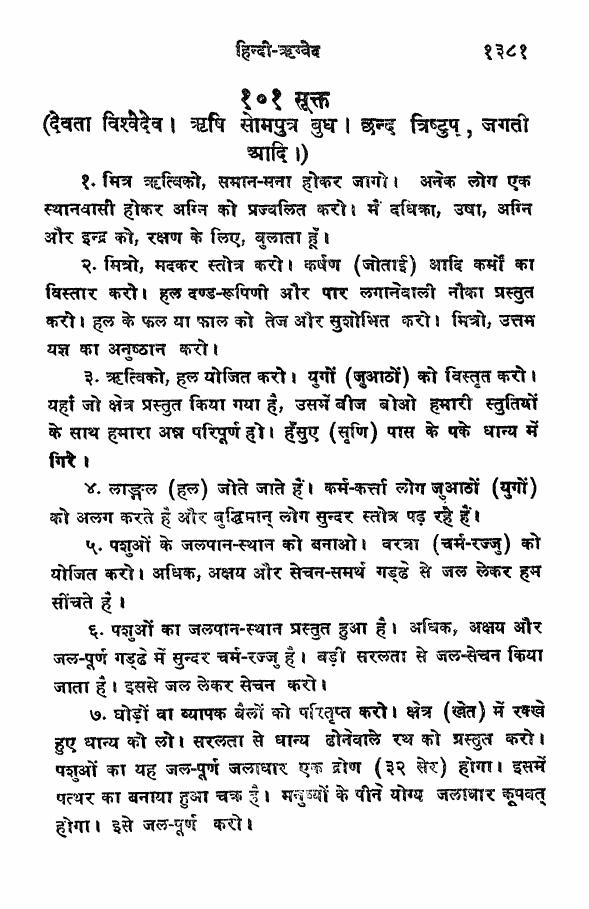 हिन्दी-ऋग्वेद १३८१
१०१ सूक्त
(देवता विश्वेदेव। ऋषि सोमपुत्र बुध। छन्द त्रिष्टुप्, जगती
आदि।)
१. मित्र ऋत्विको, समान-मना होकर जागो। अनेक लोग एक
स्थानवासी होकर अग्नि को प्रज्वलित करो। मैं दधिका, उषा, अग्नि
और इन्द्र को, रक्षण के लिए, बुलाता हूँ।
२. मित्रो, मदकर स्तोत्र करो। कर्षण (जोताई) आदि कर्मों का
विस्तार करो। हल दण्ड-रूपिणी और पार लगानेवाली नौका प्रस्तुत
करो। हल के फल या फाल को तेज और सुशोभित करो। मित्रो, उत्तम
यज्ञ का अनुष्ठान करो।
३. ऋत्विको, हल योजित करो। युगों (जुआठों) को विस्तृत करो।
यहाँ जो क्षेत्र प्रस्तुत किया गया है, उसमें बीज बोओ हमारी स्तुतियों
के साथ हमारा अन्न परिपूर्ण हो। हँसुए (सृणि) पास के पके धान्य में
गिरें।
४. लाङ्गल (हल) जोते जाते हैं। कर्म-कर्त्ता लोग जुआठों (युगों)
को अलग करते हैं और बुद्धिमान् लोग सुन्दर स्तोत्र पढ़ रहे हैं।
५. पशुओं के जलपान-स्थान को बनाओ। वरत्रा (चर्म-रज्जु) को
योजित करो। अधिक, अक्षय और सेचन-समर्थ गड्ढे से जल लेकर हम
सींचते हैं।
६. पशुओं का जलपान-स्थान प्रस्तुत हुआ है। अधिक, अक्षय और
जल-पूर्ण गड्ढे में सुन्दर चर्म-रज्जु है। बड़ी सरलता से जल-सेचन किया
जाता है। इससे जल लेकर सेचन करो।
७. घोड़ों वा व्यापक बैलों को परितृप्त करो। क्षेत्र (खेत) में रक्खे
हुए धान्य को लो। सरलता से धान्य ढोनेवाले रथ को प्रस्तुत करो।
पशुओं का यह जल-पूर्ण जलाधार एक द्रोण (३२ सेर) होगा। इसमें
पत्थर का बनाया हुआ चक्र है। मनुष्यों के पीने योग्य जलाधार कूपवत्
होगा। इसे जल-पूर्ण करो।